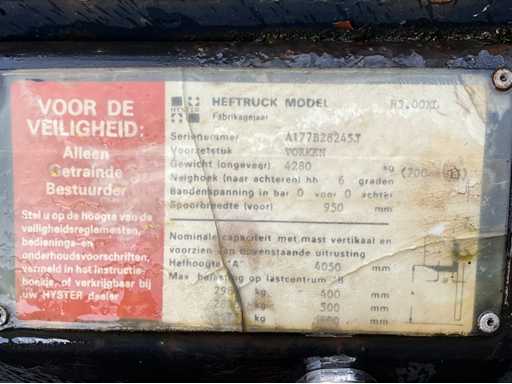 VOOR DE
VEILIGHEID:
Alleen
Getrainde
Bestuurder
Stel u op de hoogte van de
veiligheidsreglementen,
bedienings- en
onderhoudsvoorschriften,
vermeld in het instructie-
boekje, of verkrijgbaar bij
uw HYSTER dealer
HYSTER
HEFTRUCK MODEL
Fabrikagejaar
Serienummer
Voorzetstuk VORKEN
Gewicht (ongeveer) 4280 kg
Neighoek (naar achteren) hh 6 graden
Bandenspanning in bar 0 voor 0 achter
Spoorbreedte (voor) 950 mm
Nominale capaciteit met mast vertikaal en
voorzien van bovenstaande uitrusting
Hefhoogte "A" 4050 mm
Max belasting op lastcentrum "B
kg 400 mm
kg 500 mm
kg mm